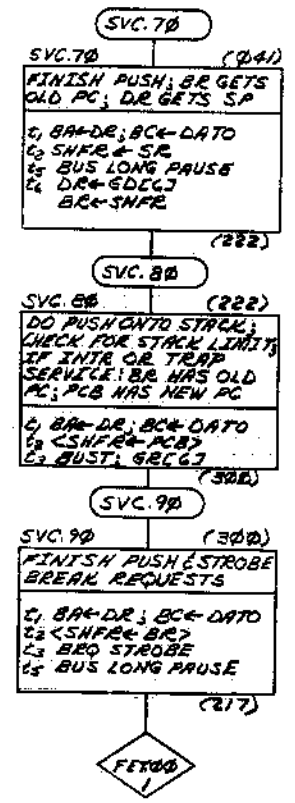 SVC.70
SVC.70 (041)
FINISH PUSH; BR GETS
OLD PC; DR GETS SP
t1 BA←DR; BC←DATO
t2 SHFR←SR
t5 BUS LONG PAUSE
t6 DR←GDEG]
BR←SHFR
(222)
SVC.80
SVC.80 (222)
DO PUSH ONTO STACK;
CHECK FOR STACK LIMIT;
IF INTR OR TRAP
SERVICE: BR HAS OLD
PC; PCB HAS NEW PC
t1 BA←DR; BC←DATO
t2 <SHFR←PCB>
t3 BUST; GRCG]
(300)
SVC.90
SVC.90 (300)
FINISH PUSH & STROBE
BREAK REQUESTS
t1 BA←DR; BC←DATO
t2 <SHFR←BR>
t3 BRQ STROBE
t5 BUS LONG PAUSE
(217)
FET.00
1